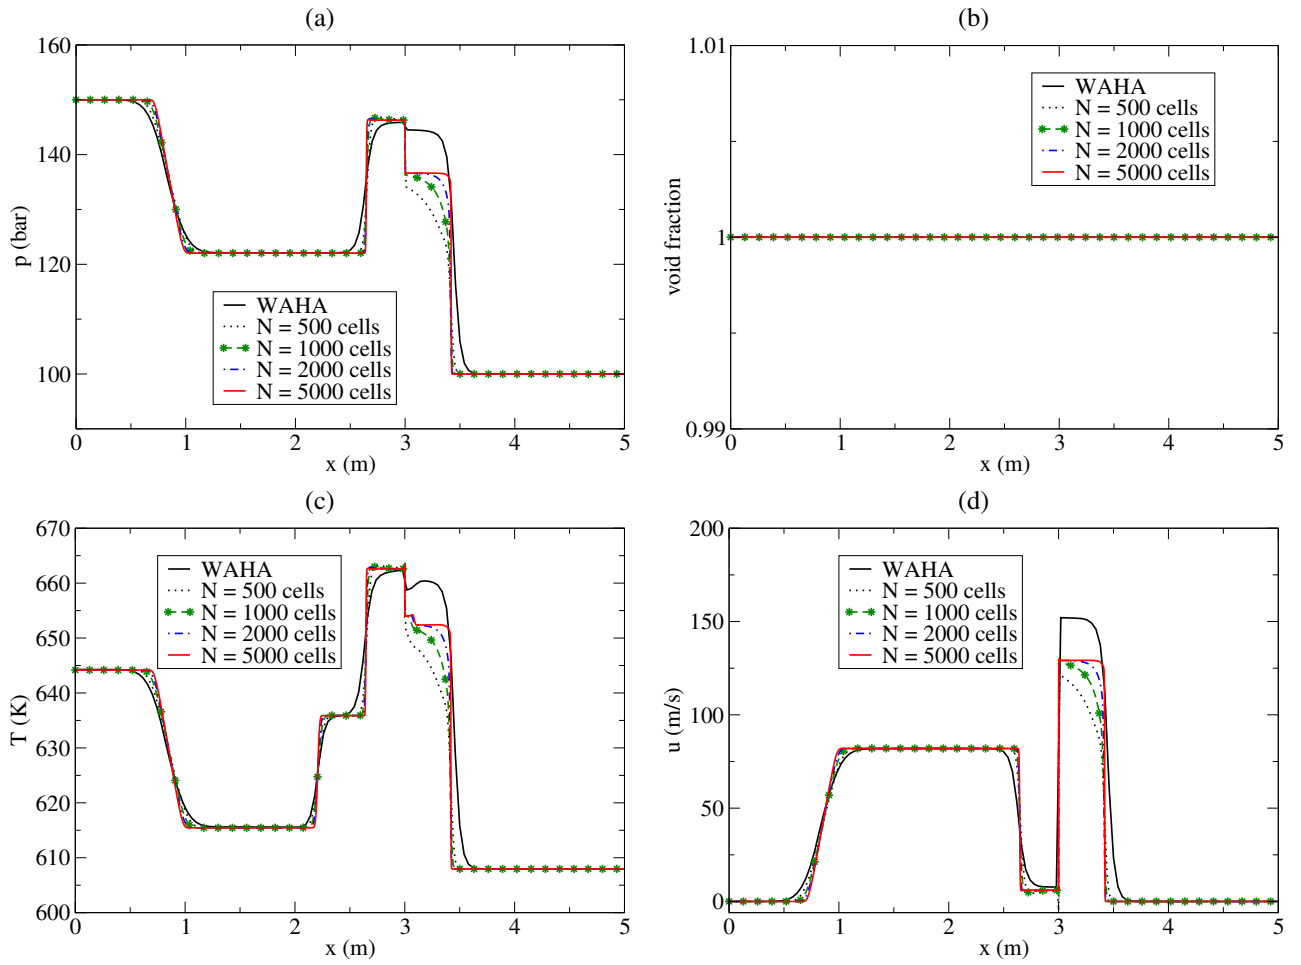 (a)
160
140
120
100
p (bar)
WAHA
N = 500 cells
N = 1000 cells
N = 2000 cells
N = 5000 cells
0 1 2 3 4 5
x (m)
(b)
1.01
1
0.99
void fraction
WAHA
N = 500 cells
N = 1000 cells
N = 2000 cells
N = 5000 cells
0 1 2 3 4 5
x (m)
(c)
670
660
650
640
630
620
610
600
T (K)
WAHA
N = 500 cells
N = 1000 cells
N = 2000 cells
N = 5000 cells
0 1 2 3 4 5
x (m)
(d)
200
150
100
50
0
u (m/s)
WAHA
N = 500 cells
N = 1000 cells
N = 2000 cells
N = 5000 cells
0 1 2 3 4 5
x (m)